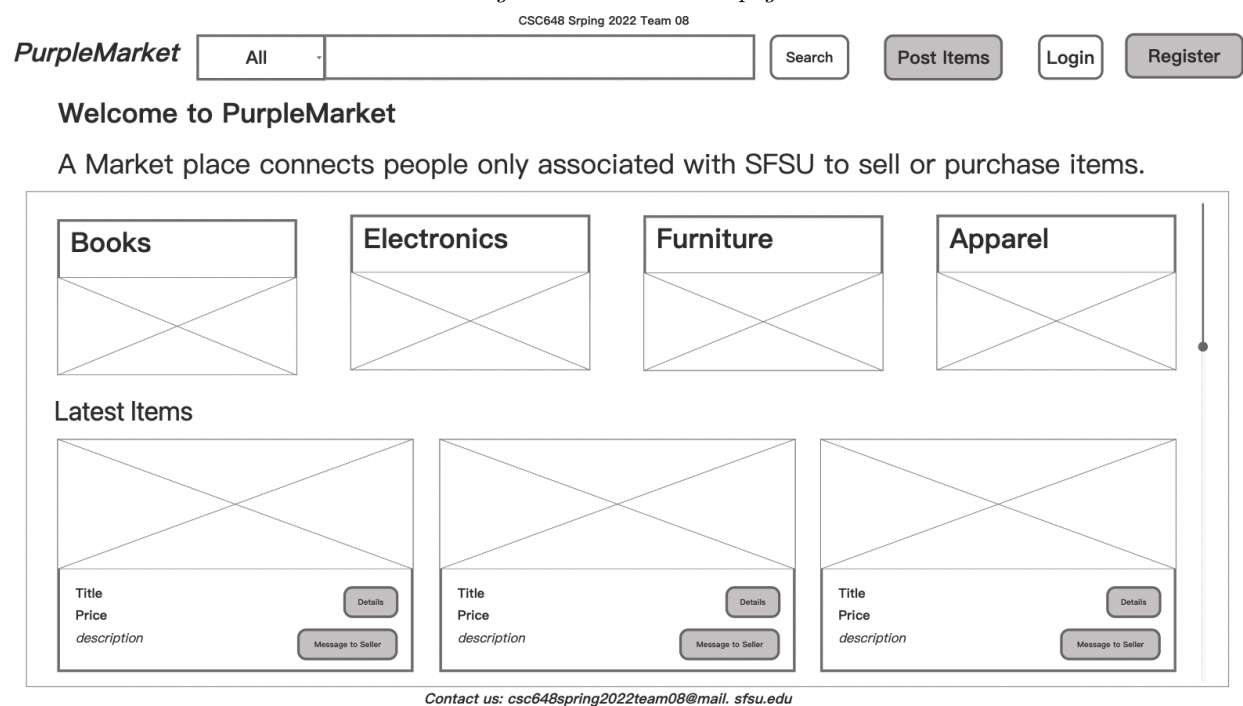 CSC648 Srping 2022 Team 08
PurpleMarket All Search Post Items Login Register
Welcome to PurpleMarket
A Market place connects people only associated with SFSU to sell or purchase items.
Books Electronics Furniture Apparel
Latest Items
Title Details Title Details Title Details
Price Price Price
description Message to Seller description Message to Seller description Message to Seller
Contact us: csc648spring2022team08@mail. sfsu.edu